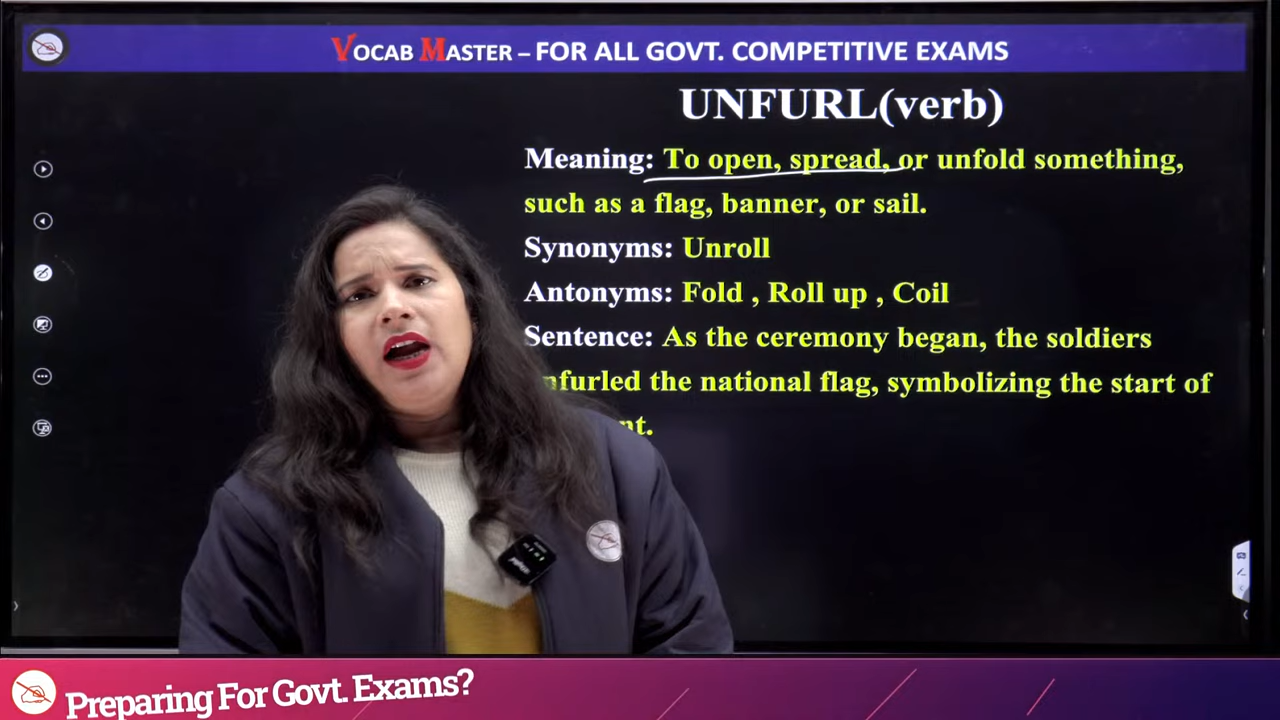 VOCAB MASTER – FOR ALL GOVT. COMPETITIVE EXAMS
UNFURL(verb)
Meaning: To open, spread, or unfold something,
such as a flag, banner, or sail.
Synonyms: Unroll
Antonyms: Fold , Roll up , Coil
Sentence: As the ceremony began, the soldiers
the national flag, symbolizing the start of
Preparing For Govt. Exams?